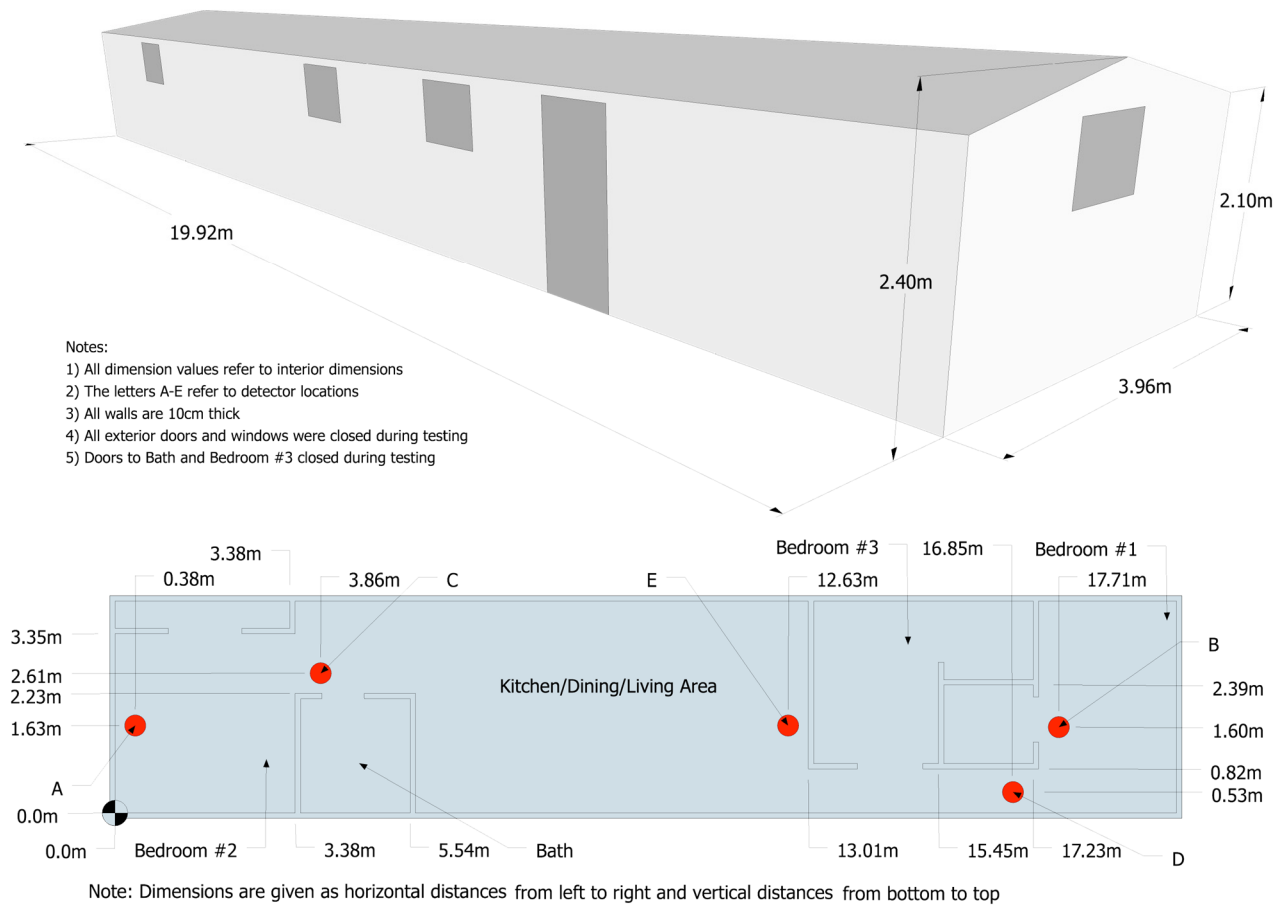 2.10m
19.92m
2.40m
Notes:
1) All dimension values refer to interior dimensions
2) The letters A-E refer to detector locations
3) All walls are 10cm thick
4) All exterior doors and windows were closed during testing
5) Doors to Bath and Bedroom #3 closed during testing
3.96m
3.38m
Bedroom #3
16.85m
Bedroom #1
0.38m
3.86m
C
E
12.63m
17.71m
3.35m
B
2.61m
Kitchen/Dining/Living Area
2.39m
2.23m
1.63m
1.60m
0.82m
A
0.53m
0.0m
0.0m
Bedroom #2
3.38m
5.54m
Bath
13.01m
15.45m
17.23m
D
Note: Dimensions are given as horizontal distances from left to right and vertical distances from bottom to top